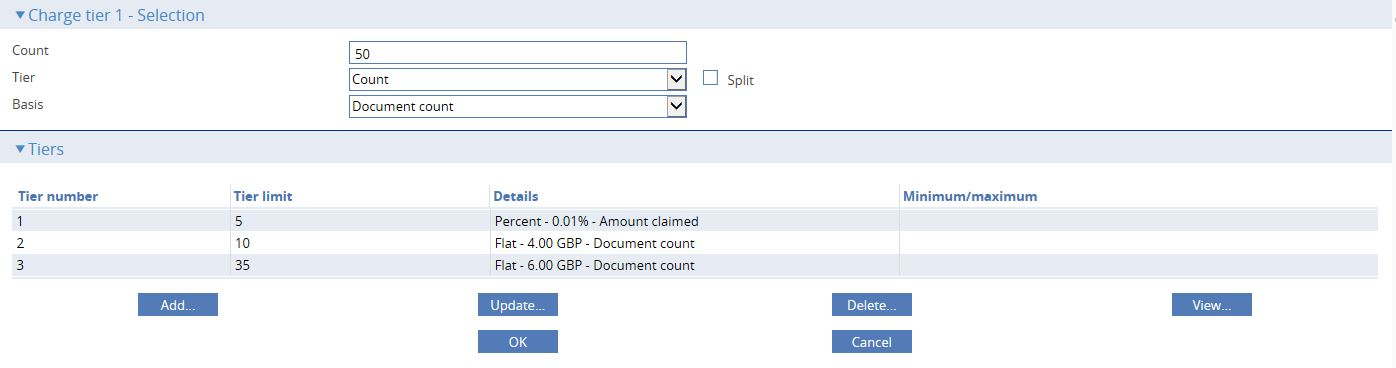 Charge tier 1 - Selection
Count 50
Tier Count Split
Basis Document count
Tiers
Tier number Tier limit Details Minimum/maximum
1 5 Percent - 0.01% - Amount claimed
2 10 Flat - 4.00 GBP - Document count
3 35 Flat - 6.00 GBP - Document count
Add... Update... Delete... View...
OK Cancel